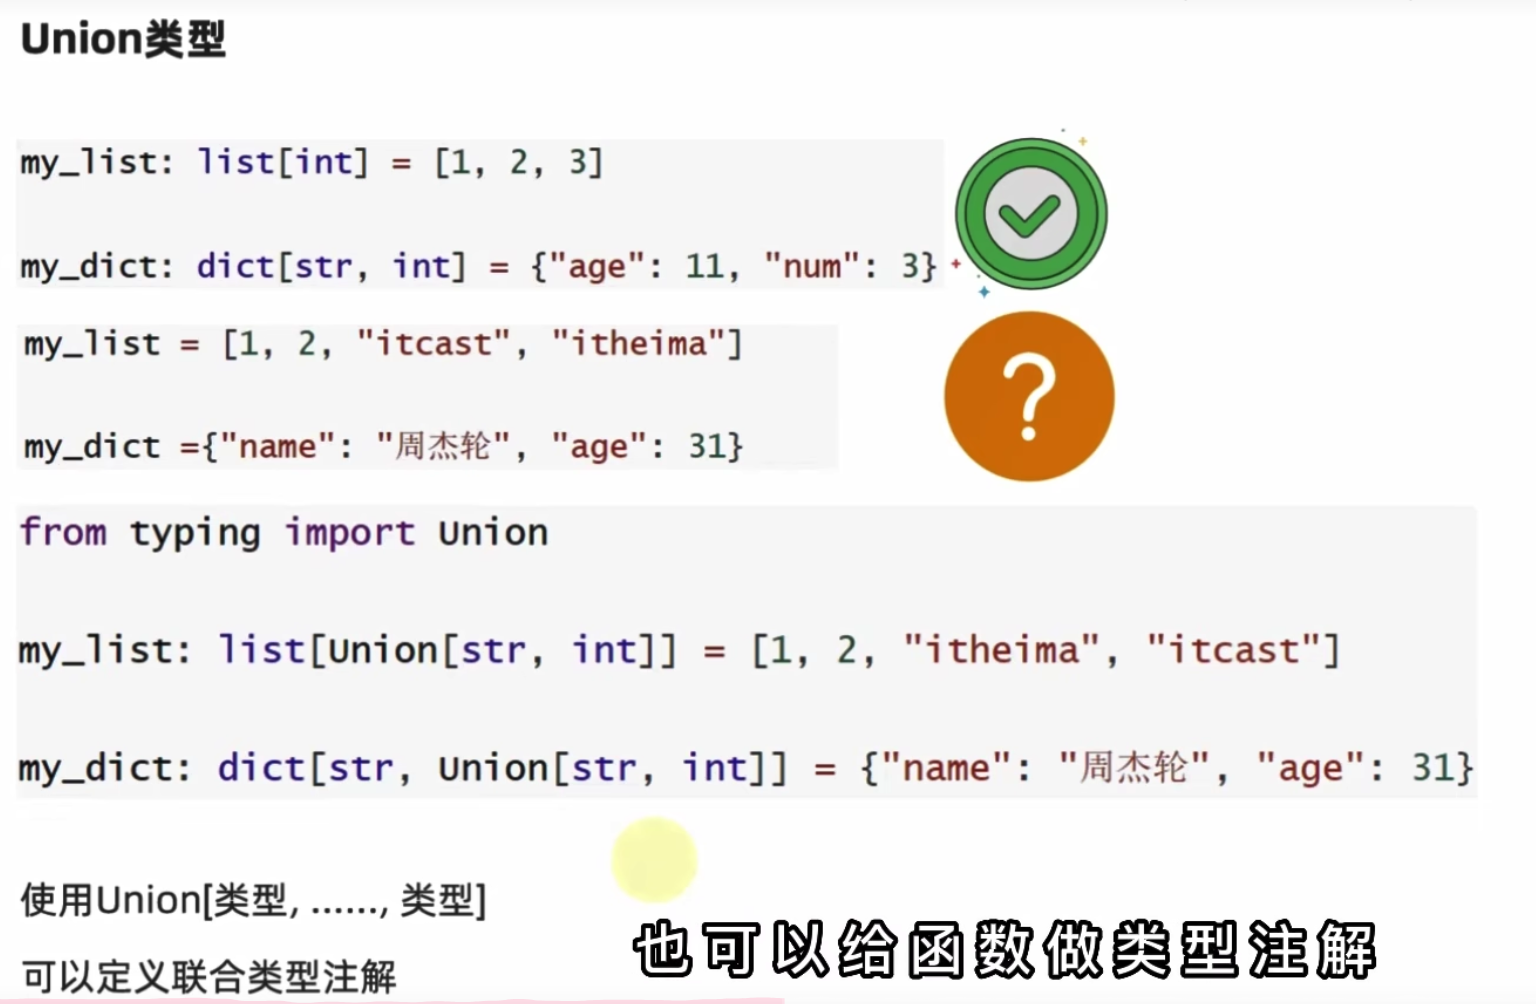 Union类型
my_list: list[int] = [1, 2, 3]
my_dict: dict[str, int] = {"age": 11, "num": 3}
my_list = [1, 2, "itcast", "itheima"]
my_dict ={"name": "周杰轮", "age": 31}
from typing import Union
my_list: list[Union[str, int]] = [1, 2, "itheima", "itcast"]
my_dict: dict[str, Union[str, int]] = {"name": "周杰轮", "age": 31}
使用Union[类型, ......, 类型]
可以定义联合类型注解
也可以给函数做类型注解